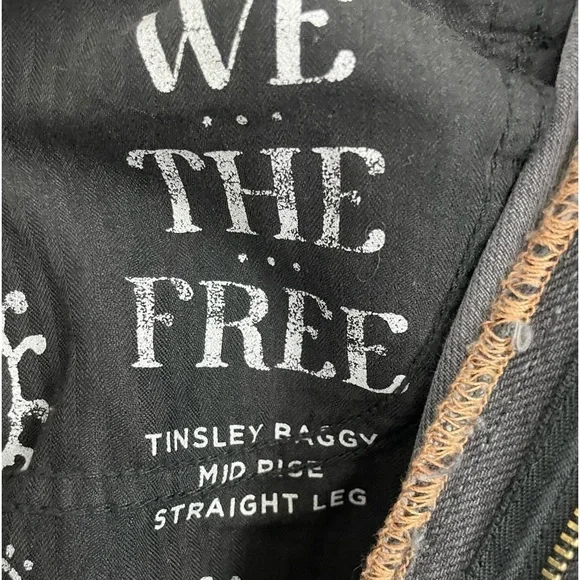 WE
THE
FREE
TINSLEY BAGGY
MID RISE
STRAIGHT LEG